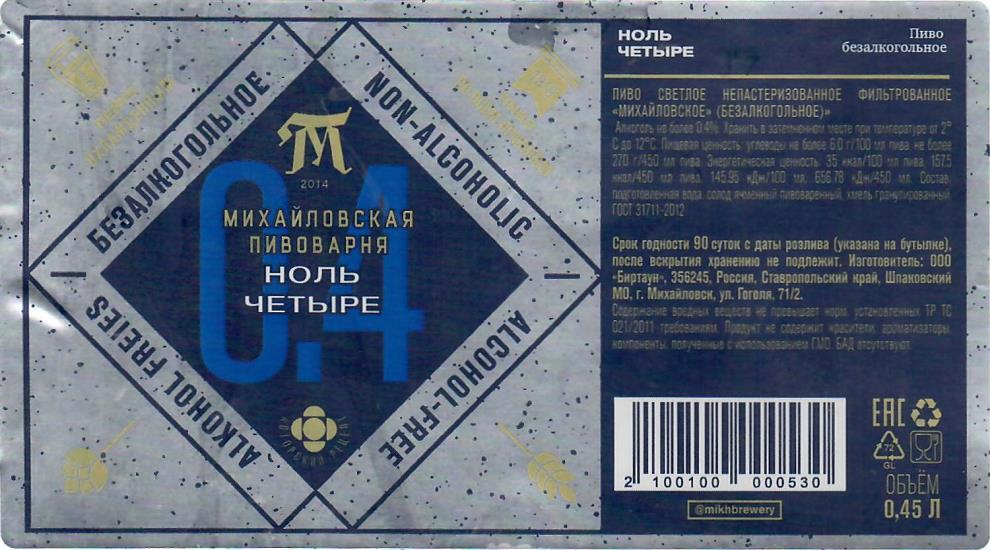 БЕЗАЛКОГОЛЬНОЕ
NON-ALCOHOLIC
М
2014
0.4
МИХАЙЛОВСКАЯ
ПИВОВАРНЯ
НОЛЬ
ЧЕТЫРЕ
ALKOHOL FREIES
ALCOHOL-FREE
АВТОРСКИЙ РЕЦЕПТ
НОЛЬ
ЧЕТЫРЕ
Пиво
безалкогольное
ПИВО СВЕТЛОЕ НЕПАСТЕРИЗОВАННОЕ ФИЛЬТРОВАННОЕ
«МИХАЙЛОВСКОЕ» (БЕЗАЛКОГОЛЬНОЕ)»
Алкоголь не более 0.4%. Хранить в затемненном месте при температуре от 2°
С до 12°С. Пищевая ценность: углеводы не более 6.0 г/100 мл пива, не более
27.0 г/450 мл пива. Энергетическая ценность: 35 ккал/100 мл пива, 157.5
ккал/450 мл пива. 145.95 кДж/100 мл, 656.78 кДж/450 мл. Состав:
подготовленная вода, солод ячменный пивоваренный, хмель гранулированный
ГОСТ 31711-2012
Срок годности 90 суток с даты розлива (указана на бутылке),
после вскрытия хранению не подлежит. Изготовитель: ООО
«Биртаун», 356245, Россия, Ставропольский край, Шпаковский
МО, г. Михайловск, ул. Гоголя, 71/2.
Содержание вредных веществ не превышает норм, установленных ТР ТС
021/2011 требованиям. Продукт не содержит красители, ароматизаторы,
компоненты, полученные с использованием ГМО. БАД отсутствуют.
2 100100 000530
@mikhbrewery
EAC
72
GL
ОБЪЁМ
0,45 Л